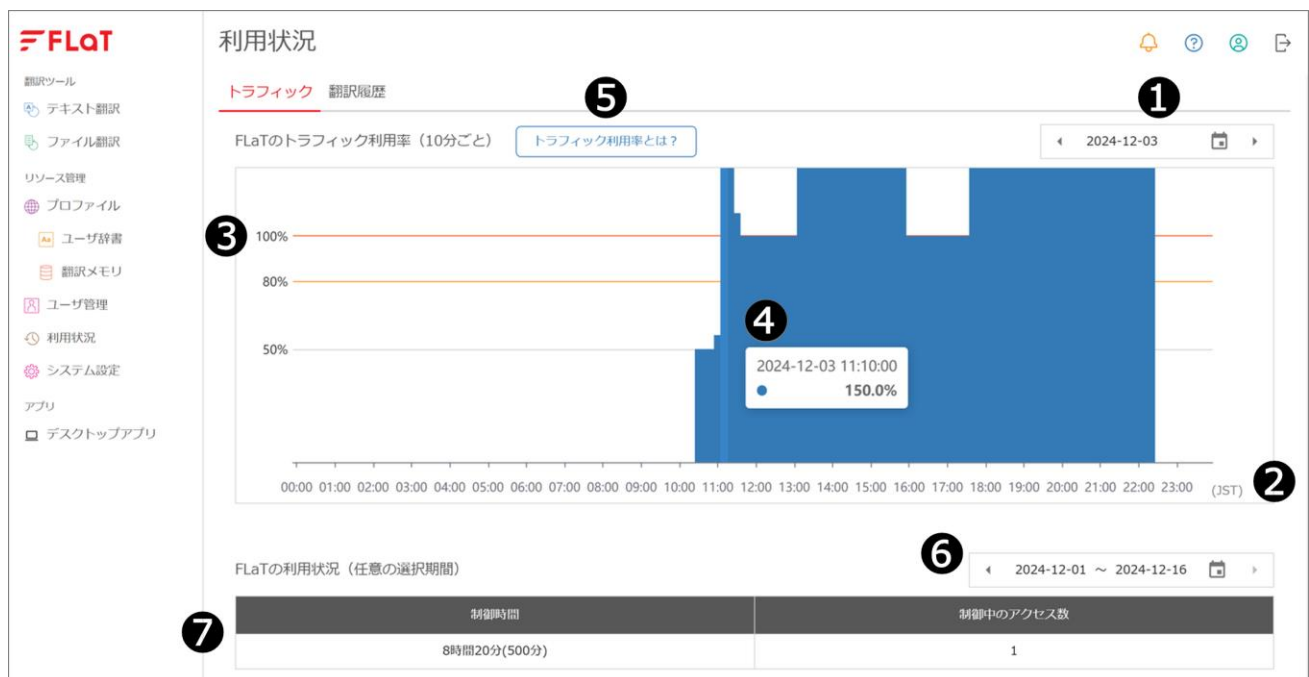 FLaT
翻訳ツール
テキスト翻訳
ファイル翻訳
リソース管理
プロファイル
Aa ユーザ辞書
翻訳メモリ
ユーザ管理
利用状況
システム設定
アプリ
デスクトップアプリ
利用状況
トラフィック 翻訳履歴
❺
❶
FLaTのトラフィック利用率（10分ごと） トラフィック利用率とは？
2024-12-03
❸
100%
80%
50%
❹
2024-12-03 11:10:00
150.0%
00:00 01:00 02:00 03:00 04:00 05:00 06:00 07:00 08:00 09:00 10:00 11:00 12:00 13:00 14:00 15:00 16:00 17:00 18:00 19:00 20:00 21:00 22:00 23:00 (JST)
❷
❻
FLaTの利用状況（任意の選択期間） 2024-12-01 ～ 2024-12-16
❼
制御時間 制御中のアクセス数
8時間20分(500分) 1